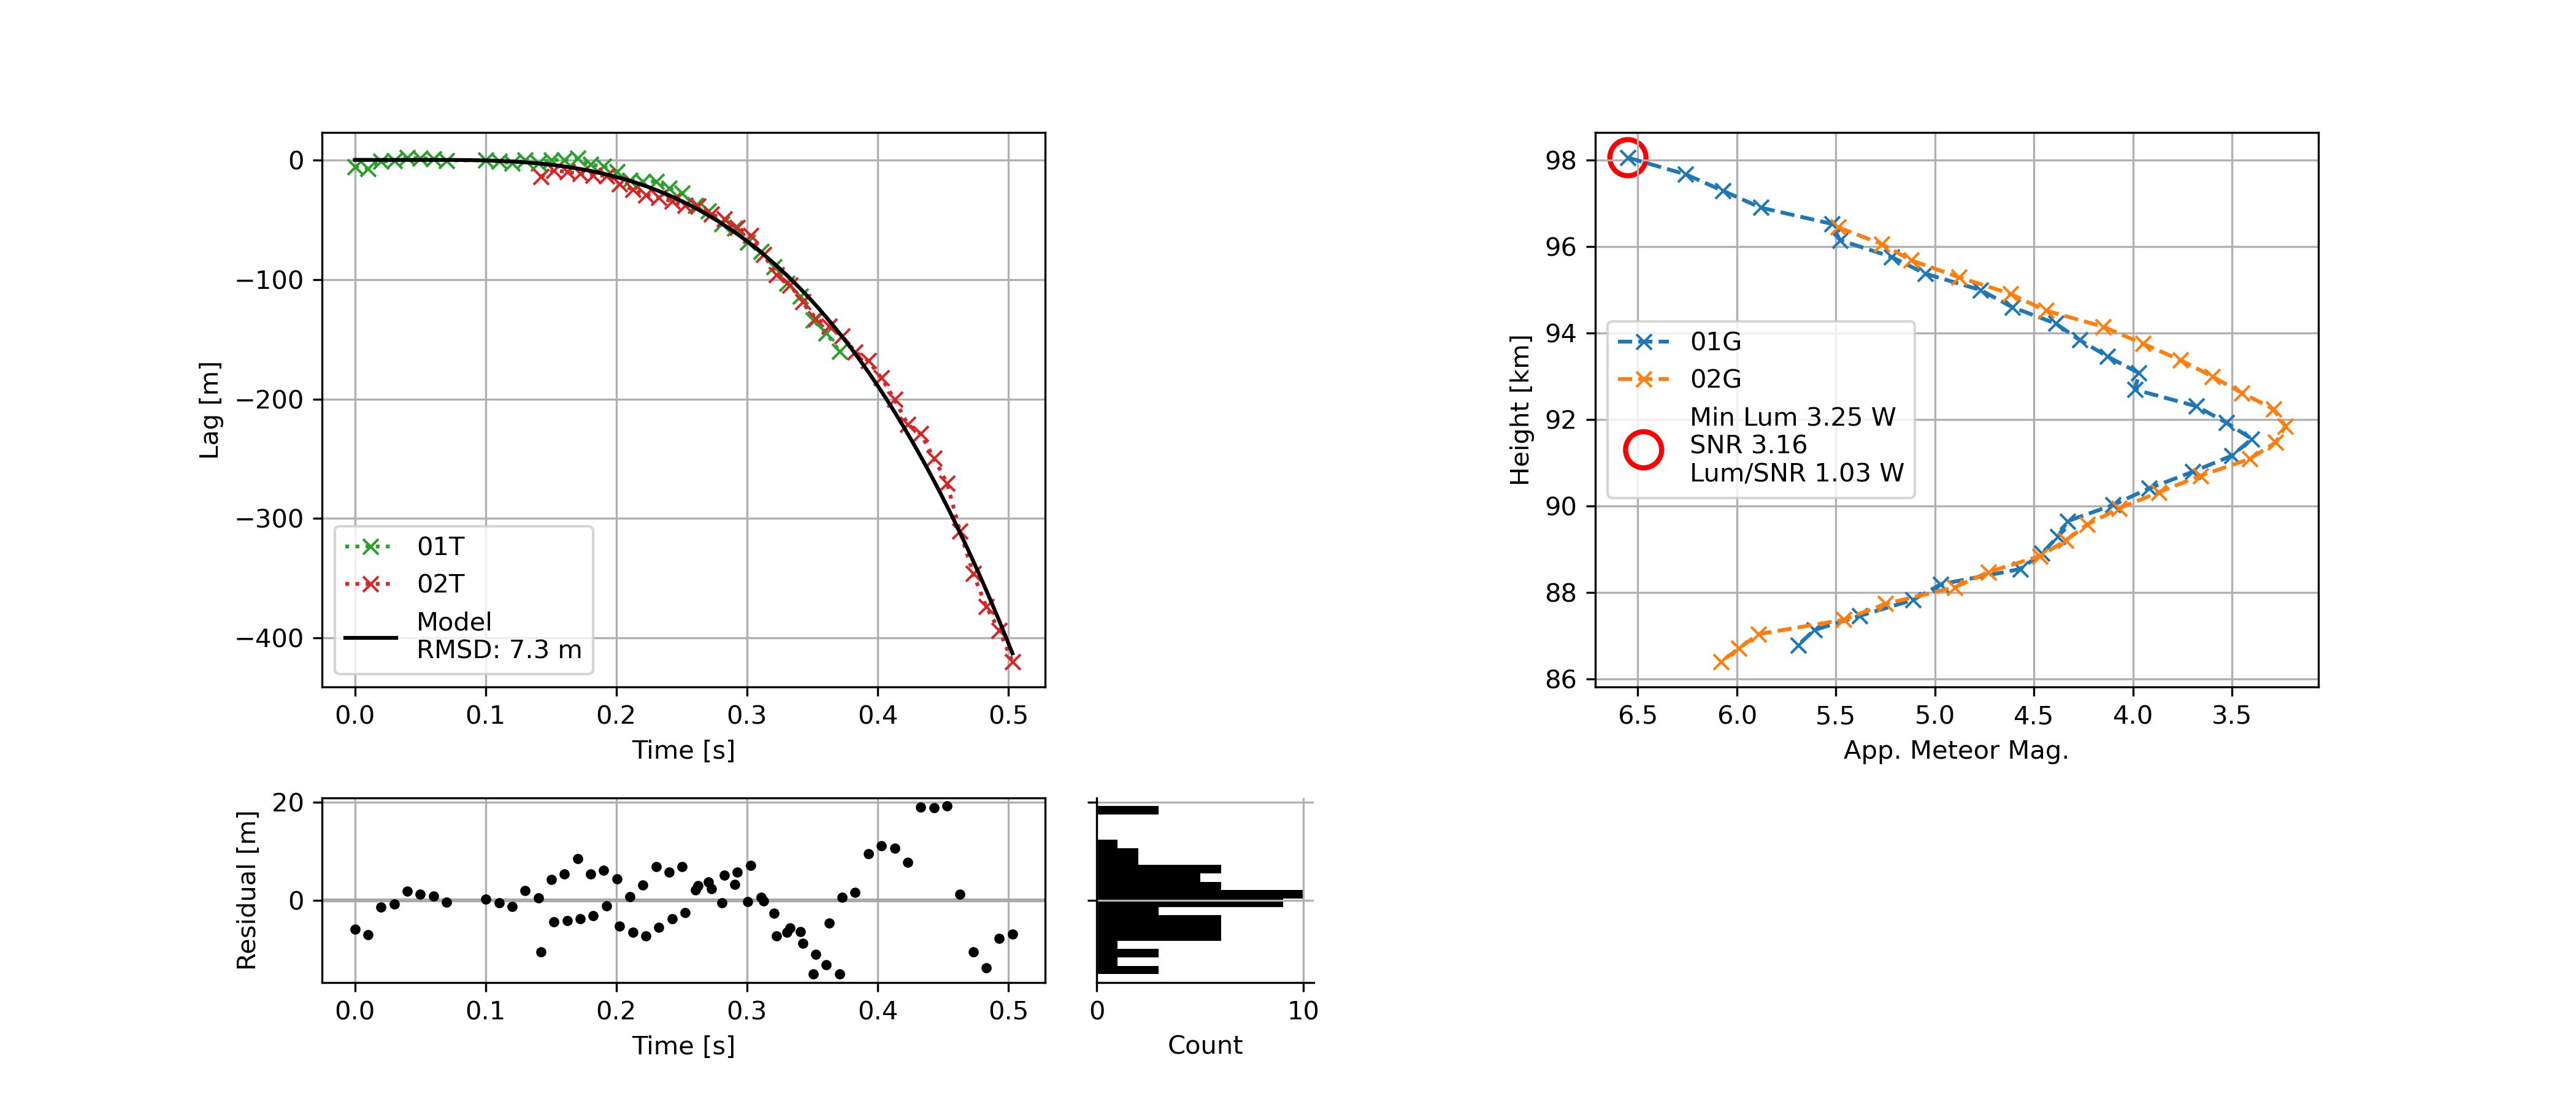 0
−100
−200
−300
−400
Lag [m]
01T
02T
Model
RMSD: 7.3 m
0.0 0.1 0.2 0.3 0.4 0.5
Time [s]
98
96
94
92
90
88
86
Height [km]
01G
02G
Min Lum 3.25 W
SNR 3.16
Lum/SNR 1.03 W
6.5 6.0 5.5 5.0 4.5 4.0 3.5
App. Meteor Mag.
20
0
Residual [m]
0.0 0.1 0.2 0.3 0.4 0.5
Time [s]
0 10
Count